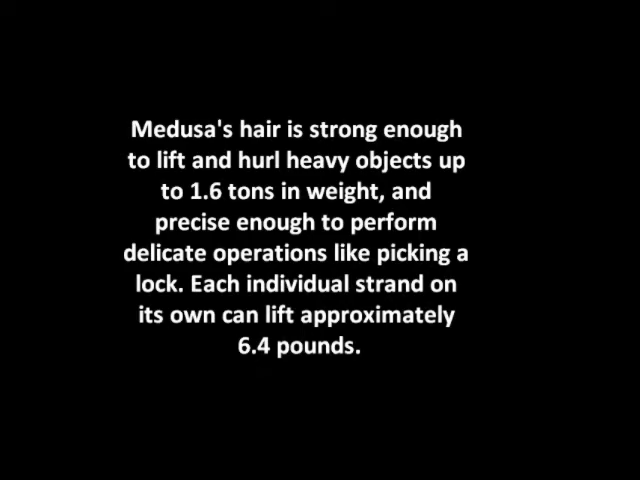 Medusa's hair is strong enough
to lift and hurl heavy objects up
to 1.6 tons in weight, and
precise enough to perform
delicate operations like picking a
lock. Each individual strand on
its own can lift approximately
6.4 pounds.